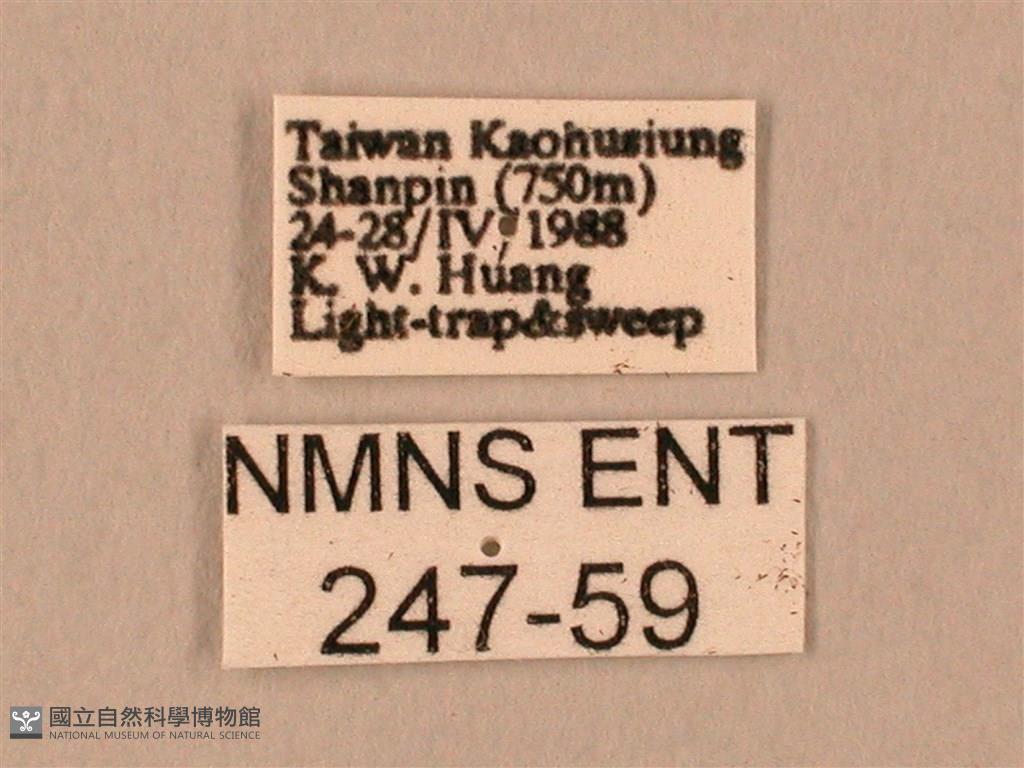 Taiwan Kaohusiung
Shanpin (750m)
24-28/IV, 1988
K. W. Huang
Light-trap&sweep
NMNS ENT
247-59
國立自然科學博物館
NATIONAL MUSEUM OF NATURAL SCIENCE